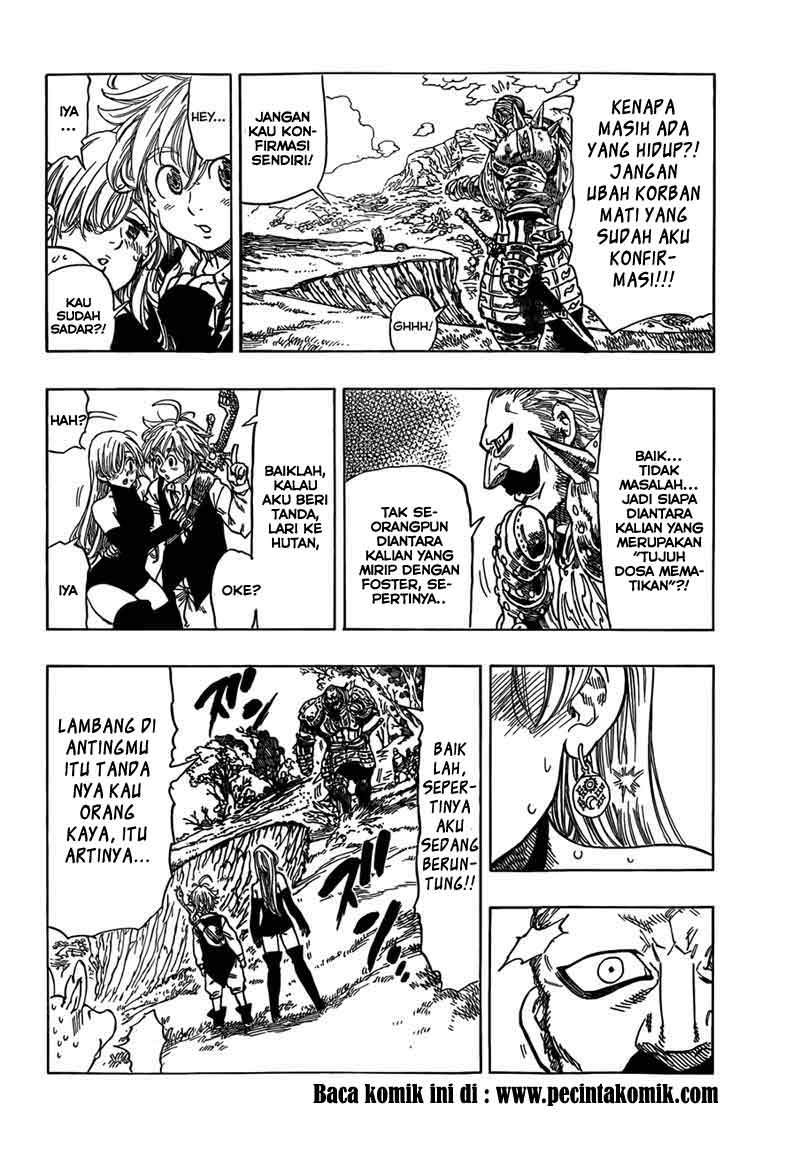 KENAPA
MASIH ADA
YANG HIDUP?!
JANGAN
UBAH KORBAN
MATI YANG
SUDAH AKU
KONFIR-
MASI!!!
JANGAN
KAU KON-
FIRMASI
SENDIRI!
GHHH!
HEY...
IYA
...
KAU
SUDAH
SADAR?!
BAIK...
TIDAK
MASALAH...
JADI SIAPA
DIANTARA
KALIAN YANG
MERUPAKAN
"TUJUH
DOSA MEMA-
TIKAN"?!
TAK SE-
ORANGPUN
DIANTARA
KALIAN YANG
MIRIP DENGAN
FOSTER, SE-
PERTINYA..
BAIKLAH,
KALAU
AKU BERI
TANDA,
LARI KE
HUTAN,
OKE?
HAH?
IYA
BAIK
LAH,
SEPER-
TINYA
AKU
SEDANG
BERUN-
TUNG!!
LAMBANG DI
ANTINGMU
ITU TANDA
NYA KAU
ORANG
KAYA, ITU
ARTINYA...
Baca komik ini di : www.pecintakomik.com